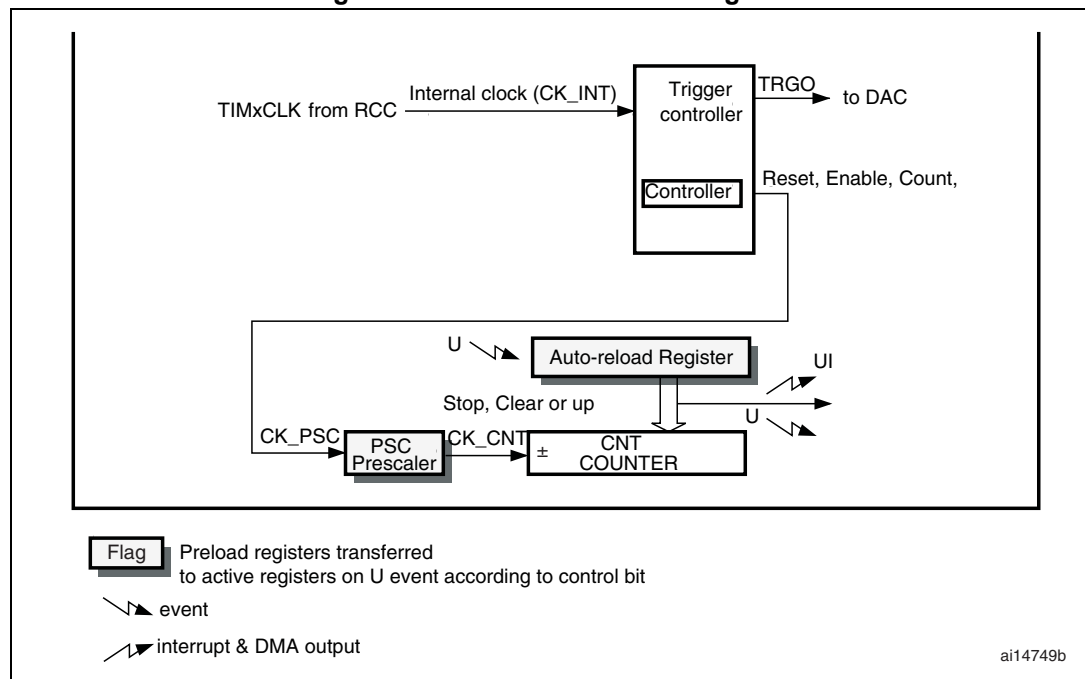 Internal clock (CK_INT)
TIMxCLK from RCC
Trigger
controller
TRGO
to DAC
Controller
Reset, Enable, Count,
U
Auto-reload Register
UI
Stop, Clear or up
U
CK_PSC
PSC
Prescaler
CK_CNT
±
CNT
COUNTER
Flag
Preload registers transferred
to active registers on U event according to control bit
event
interrupt & DMA output
ai14749b